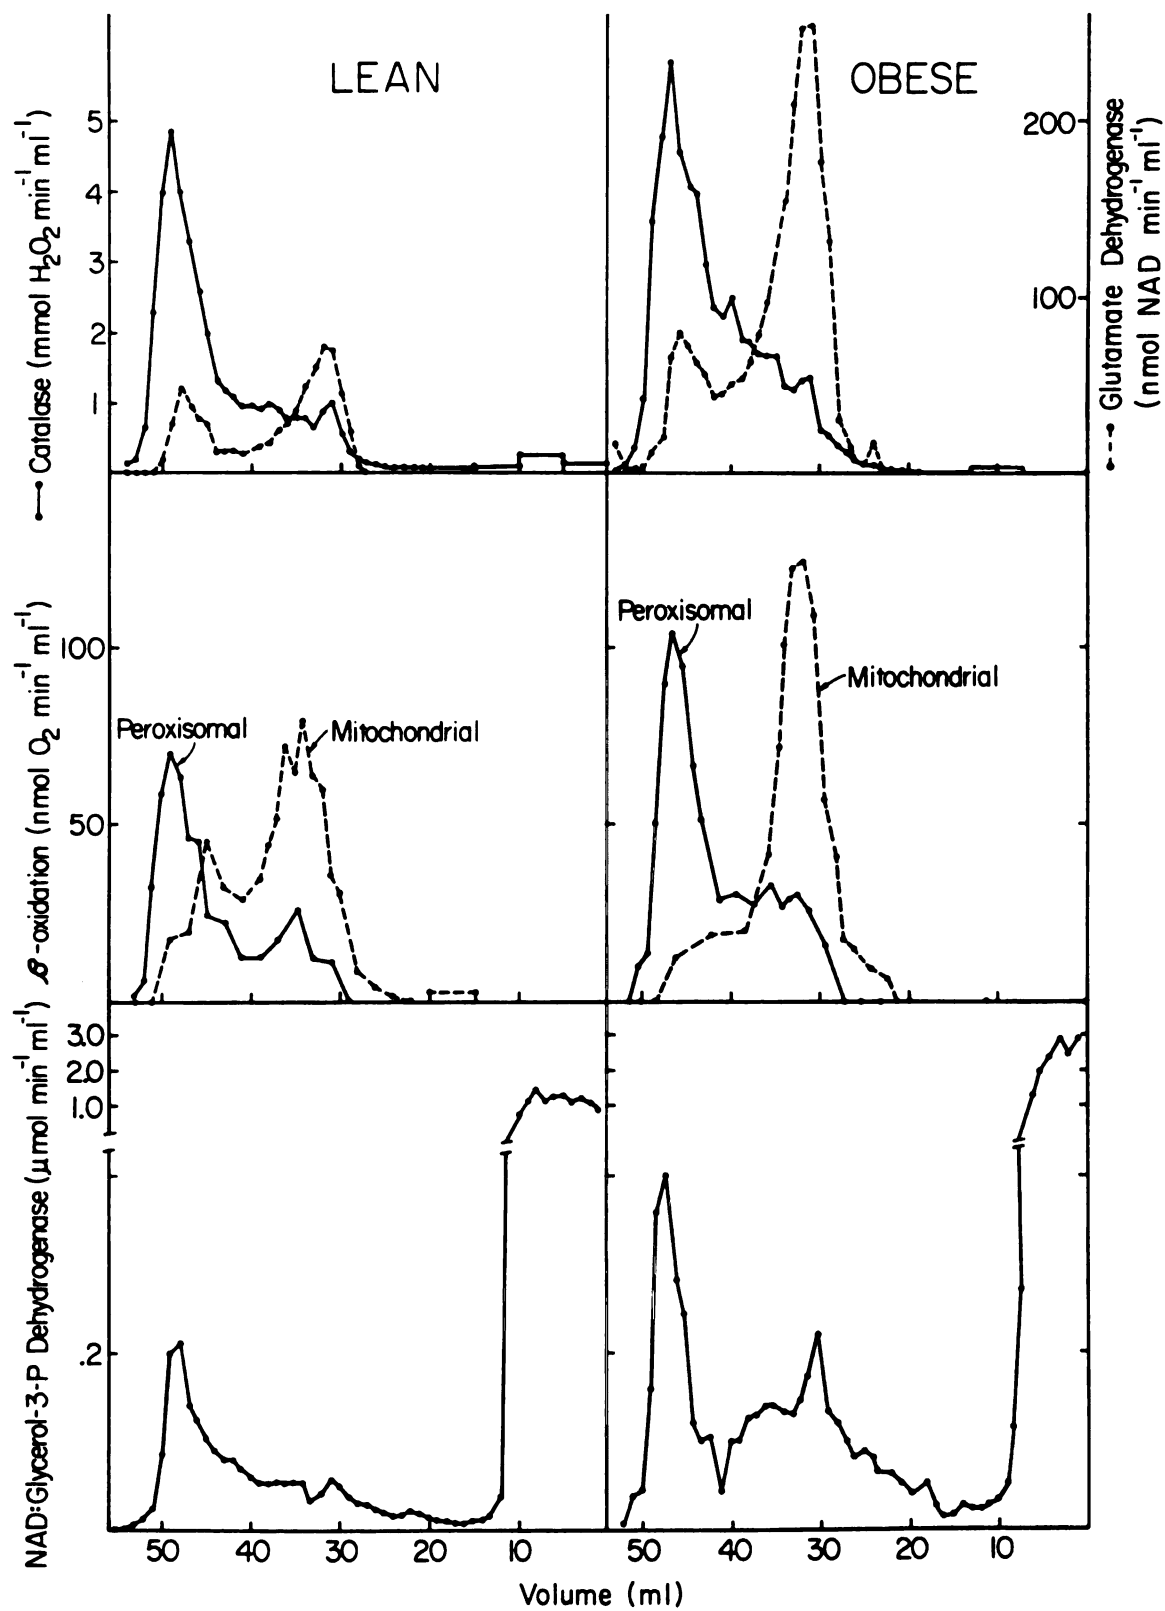 LEAN
OBESE
•— Catalase (mmol H₂O₂ min⁻¹ ml⁻¹)
5
4
3
2
1
200
100
•--• Glutamate Dehydrogenase
(nmol NAD min⁻¹ ml⁻¹)
β-oxidation (nmol O₂ min⁻¹ ml⁻¹)
100
50
Peroxisomal
Mitochondrial
Peroxisomal
Mitochondrial
NAD:Glycerol-3-P Dehydrogenase (μmol min⁻¹ ml⁻¹)
3.0
2.0
1.0
.2
50 40 30 20 10
50 40 30 20 10
Volume (ml)